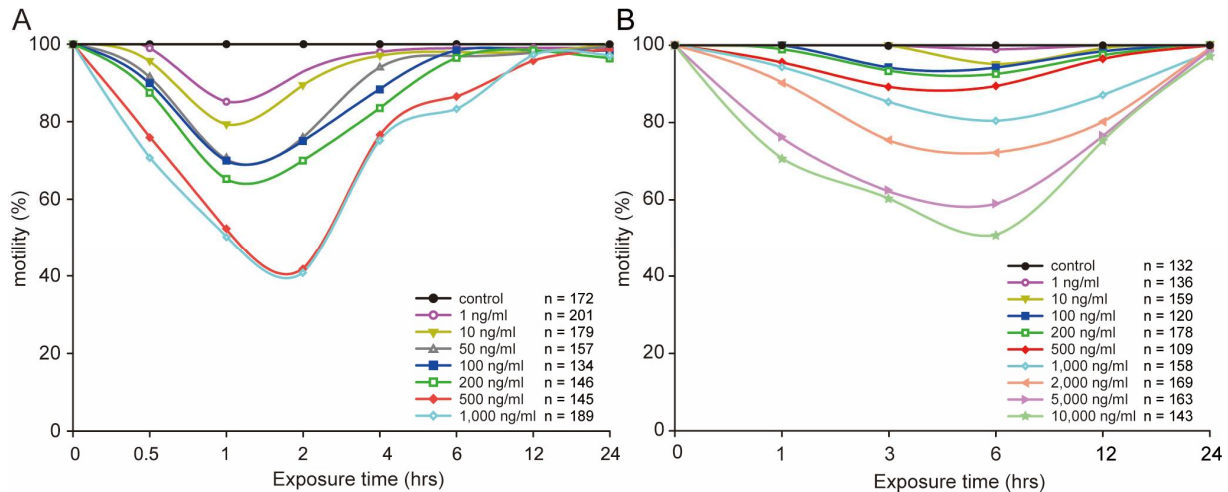 A
motility (%)
100
80
60
40
20
0
control n = 172
1 ng/ml n = 201
10 ng/ml n = 179
50 ng/ml n = 157
100 ng/ml n = 134
200 ng/ml n = 146
500 ng/ml n = 145
1,000 ng/ml n = 189
0 0.5 1 2 4 6 12 24
Exposure time (hrs)
B
motility (%)
100
80
60
40
20
0
control n = 132
1 ng/ml n = 136
10 ng/ml n = 159
100 ng/ml n = 120
200 ng/ml n = 178
500 ng/ml n = 109
1,000 ng/ml n = 158
2,000 ng/ml n = 169
5,000 ng/ml n = 163
10,000 ng/ml n = 143
0 1 3 6 12 24
Exposure time (hrs)